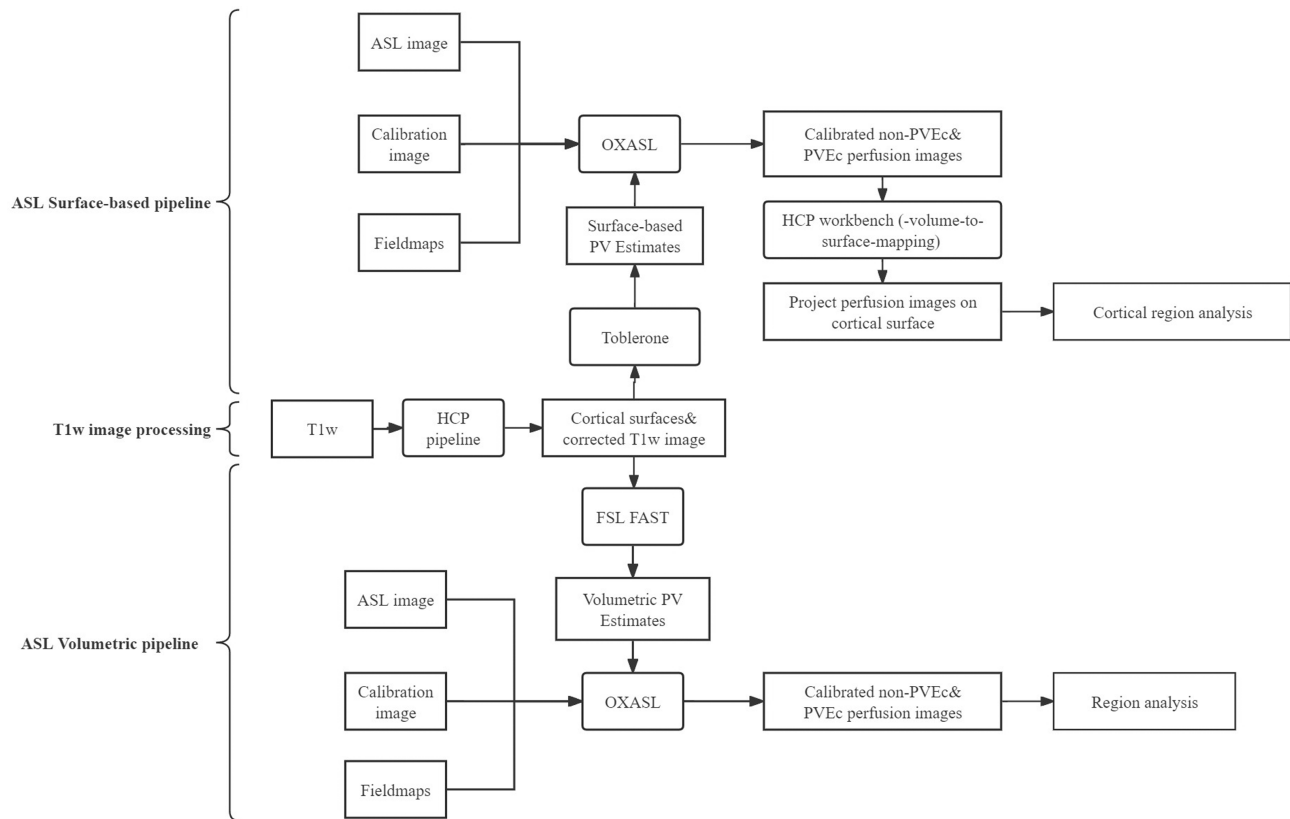 ASL image
Calibration
image
OXASL
Calibrated non-PVEc&
PVEc perfusion images
ASL Surface-based pipeline
Fieldmaps
Surface-based
PV Estimates
HCP workbench (-volume-to-
surface-mapping)
Project perfusion images on
cortical surface
Cortical region analysis
Toblerone
T1w image processing
T1w
HCP
pipeline
Cortical surfaces&
corrected T1w image
FSL FAST
ASL image
Volumetric PV
Estimates
ASL Volumetric pipeline
Calibration
image
OXASL
Calibrated non-PVEc&
PVEc perfusion images
Region analysis
Fieldmaps